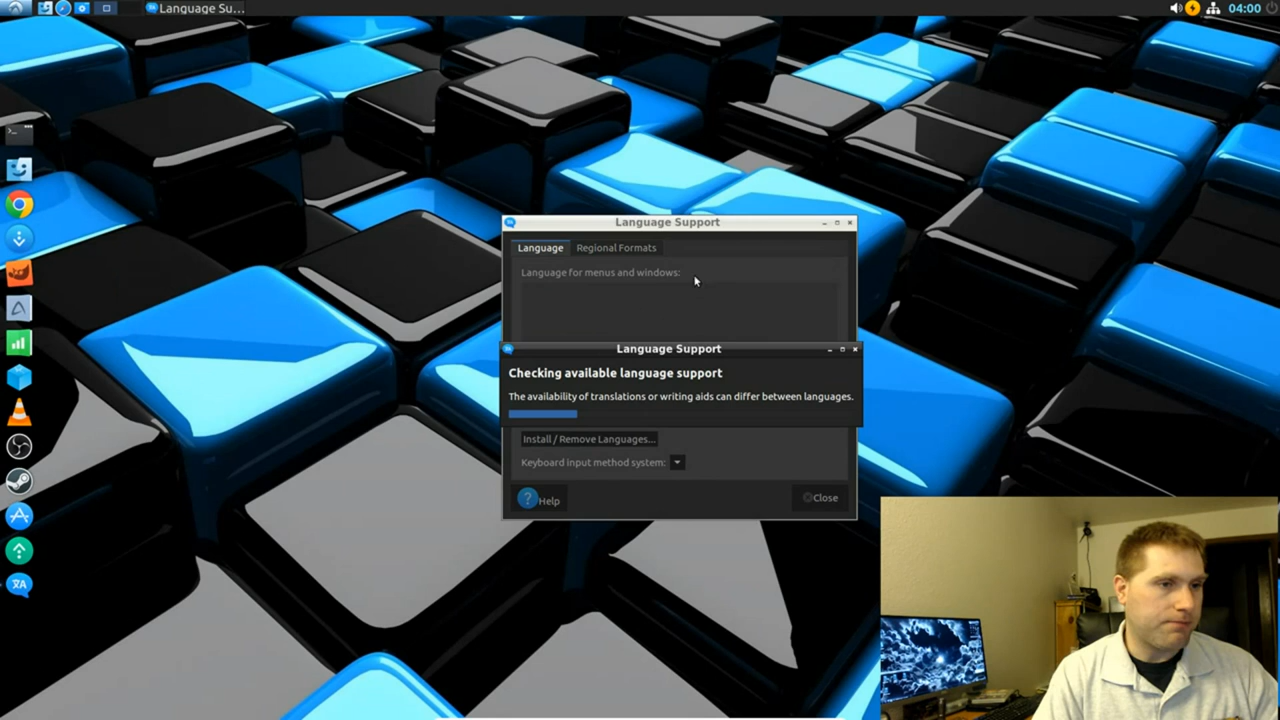 Language Su...
04:00
Language Support
Language
Regional Formats
Language for menus and windows:
Language Support
Checking available language support
The availability of translations or writing aids can differ between languages.
Install / Remove Languages...
Keyboard input method system:
? Help
Close